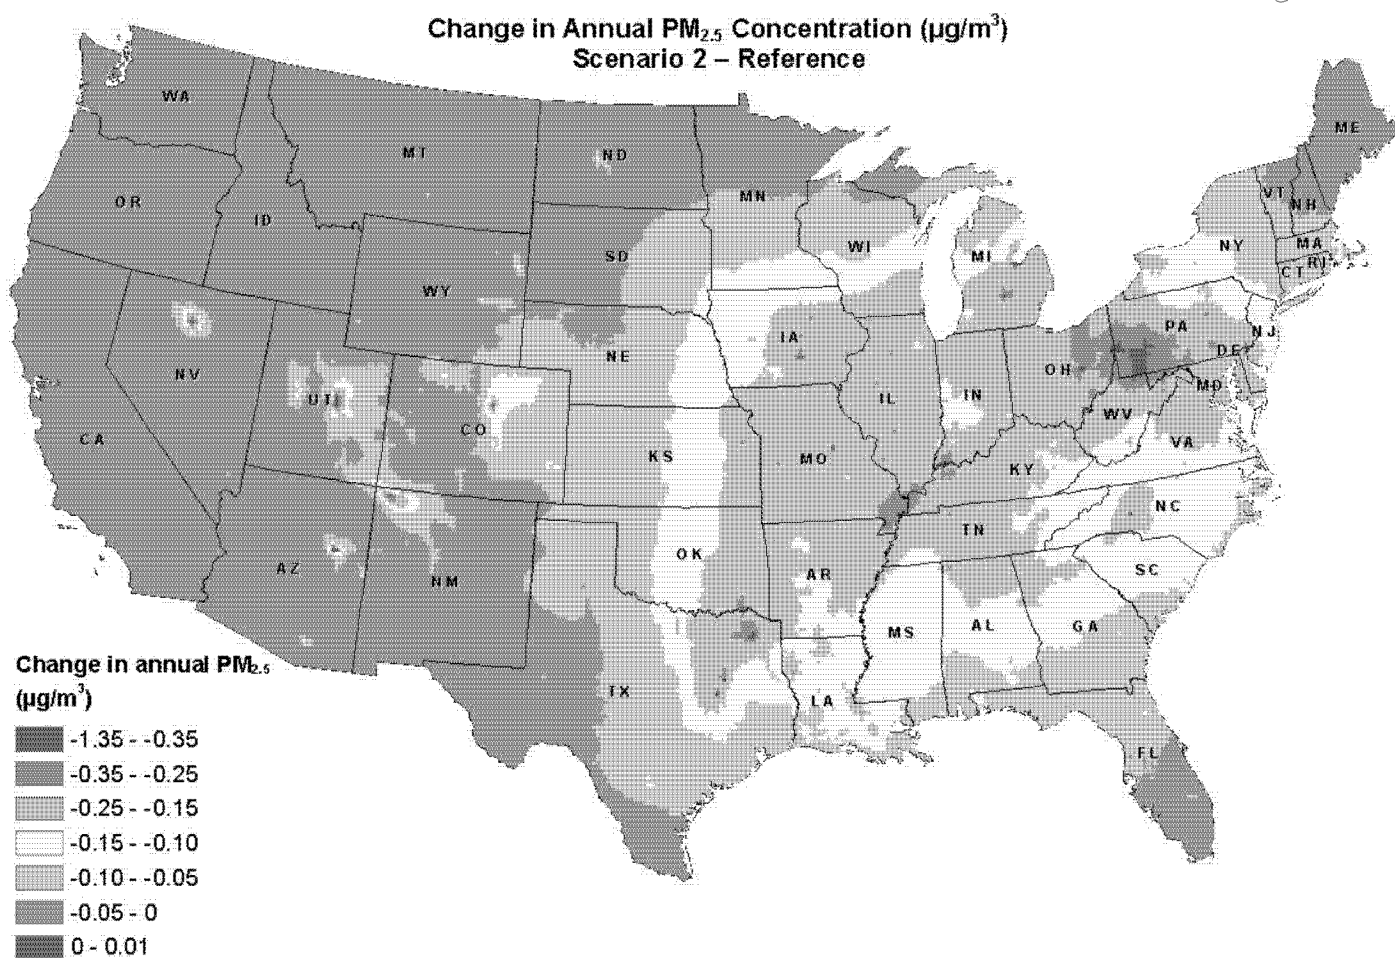 Change in Annual PM2.5 Concentration (µg/m³)
Scenario 2 – Reference
WA
ME
MT
ND
MN
VT
NH
OR
ID
WI
NY
MA
SD
MI
CT
RI
WY
PA
NJ
IA
NE
DE
NV
OH
UT
IL
IN
MD
CO
WV
CA
VA
KS
MO
KY
NC
TN
OK
AZ
NM
AR
SC
MS
AL
GA
TX
LA
FL
Change in annual PM2.5
(µg/m³)
-1.35 - -0.35
-0.35 - -0.25
-0.25 - -0.15
-0.15 - -0.10
-0.10 - -0.05
-0.05 - 0
0 - 0.01